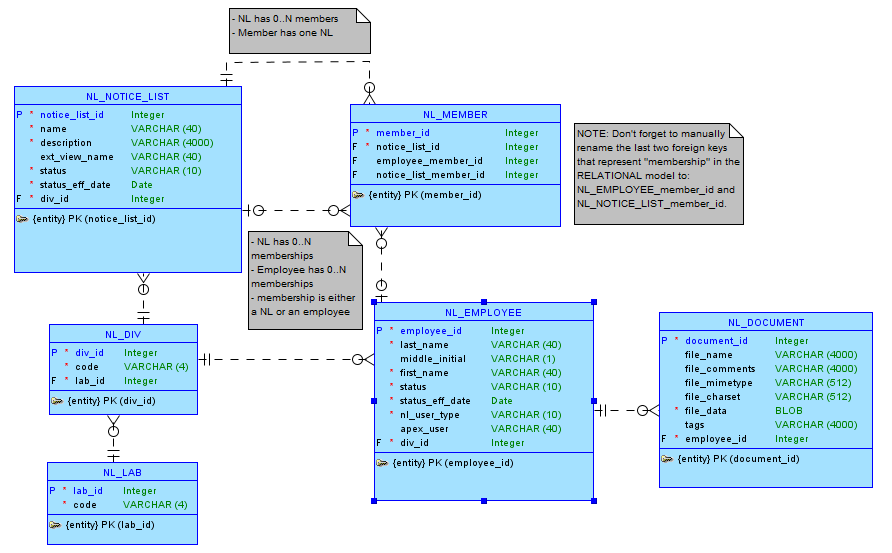 - NL has 0..N members
- Member has one NL
NL_NOTICE_LIST
P * notice_list_id Integer
* name VARCHAR (40)
* description VARCHAR (4000)
ext_view_name VARCHAR (40)
* status VARCHAR (10)
* status_eff_date Date
F * div_id Integer
{entity} PK (notice_list_id)
NL_MEMBER
P * member_id Integer
F * notice_list_id Integer
F employee_member_id Integer
F notice_list_member_id Integer
{entity} PK (member_id)
NOTE: Don't forget to manually
rename the last two foreign keys
that represent "membership" in the
RELATIONAL model to:
NL_EMPLOYEE_member_id and
NL_NOTICE_LIST_member_id.
- NL has 0..N
memberships
- Employee has 0..N
memberships
- membership is either
a NL or an employee
NL_DIV
P * div_id Integer
* code VARCHAR (4)
F * lab_id Integer
{entity} PK (div_id)
NL_EMPLOYEE
P * employee_id Integer
* last_name VARCHAR (40)
middle_initial VARCHAR (1)
* first_name VARCHAR (40)
* status VARCHAR (10)
* status_eff_date Date
* nl_user_type VARCHAR (10)
apex_user VARCHAR (40)
F * div_id Integer
{entity} PK (employee_id)
NL_DOCUMENT
P * document_id Integer
file_name VARCHAR (4000)
file_comments VARCHAR (4000)
file_mimetype VARCHAR (512)
file_charset VARCHAR (512)
* file_data BLOB
tags VARCHAR (4000)
F * employee_id Integer
{entity} PK (document_id)
NL_LAB
P * lab_id Integer
* code VARCHAR (4)
{entity} PK (lab_id)